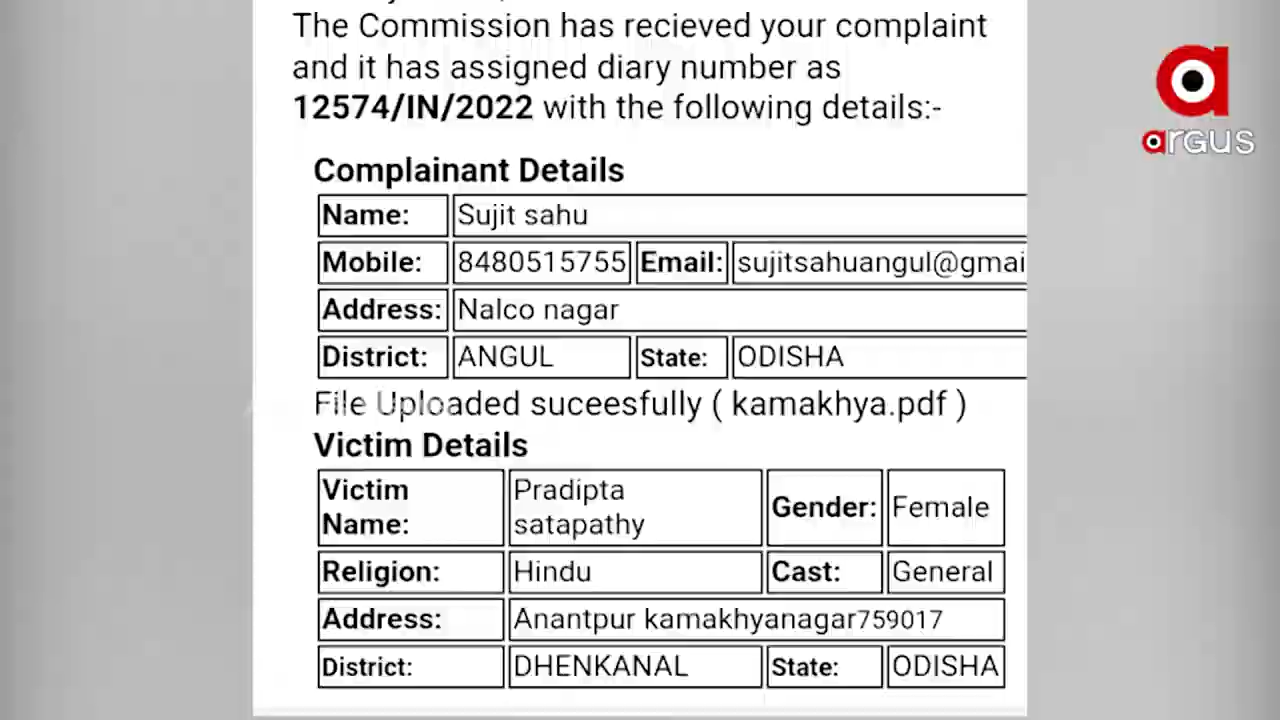 The Commission has recieved your complaint
and it has assigned diary number as
12574/IN/2022 with the following details:-
argus
Complainant Details
Name: Sujit sahu
Mobile: 8480515755 Email: sujitsahuangul@gmai
Address: Nalco nagar
District: ANGUL State: ODISHA
File Uploaded suceesfully ( kamakhya.pdf )
Victim Details
Victim Name: Pradipta satapathy Gender: Female
Religion: Hindu Cast: General
Address: Anantpur kamakhyanagar759017
District: DHENKANAL State: ODISHA